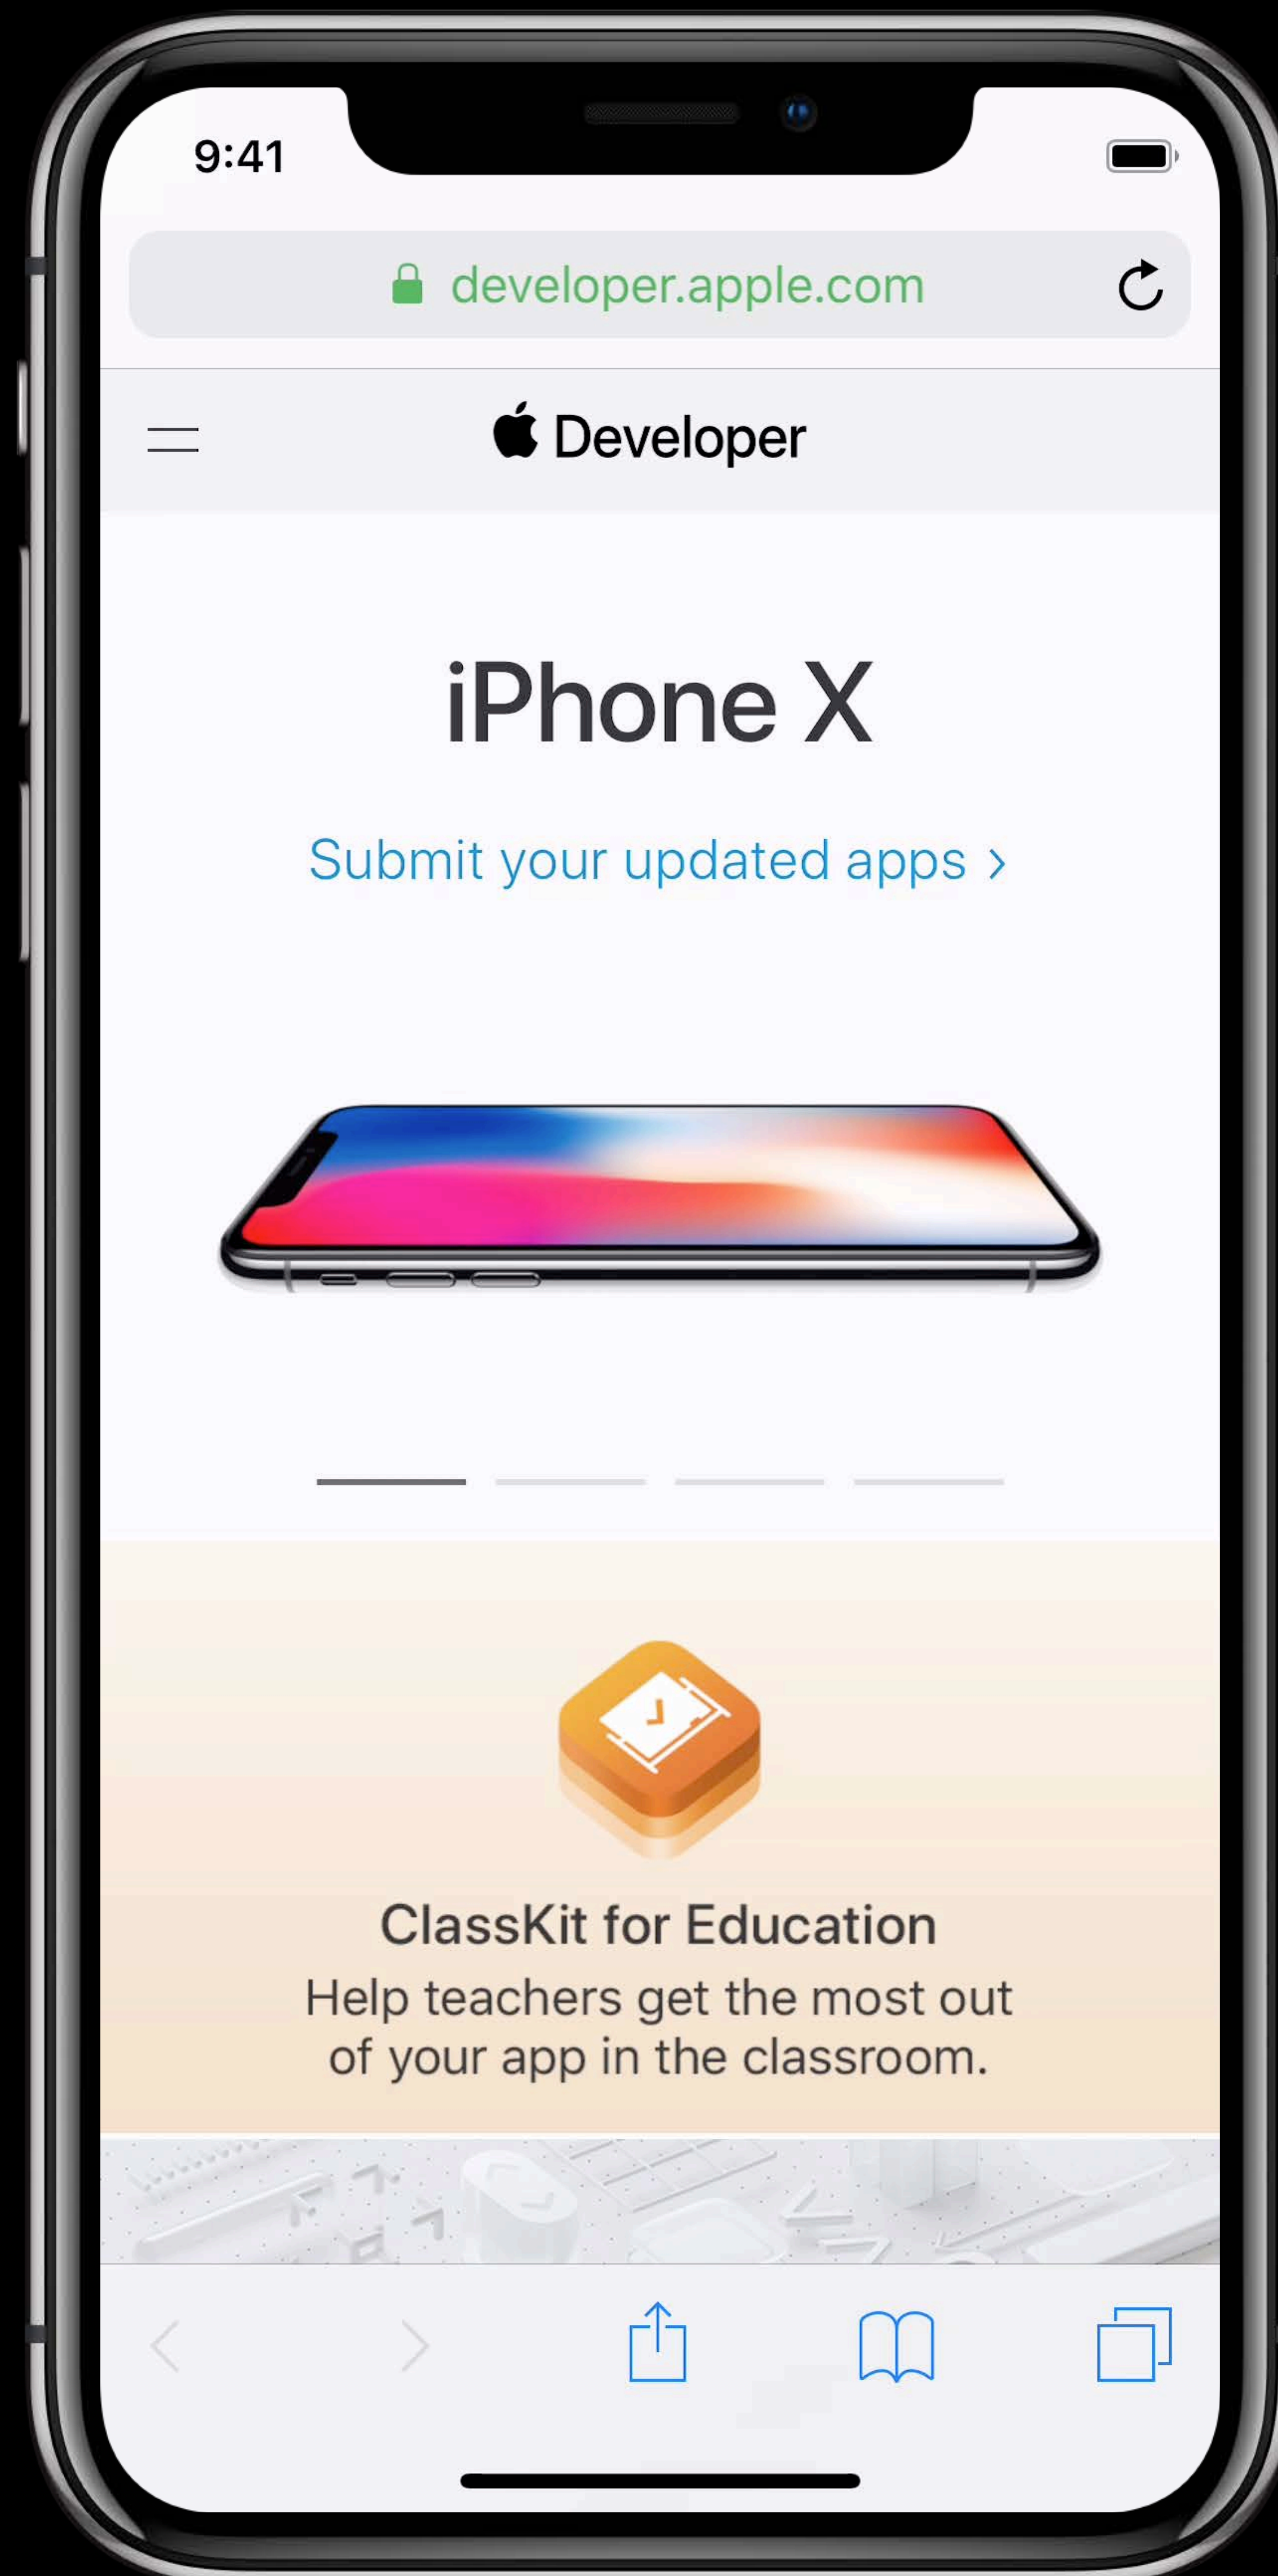 9:41
developer.apple.com
Developer
iPhone X
Submit your updated apps >
ClassKit for Education
Help teachers get the most out
of your app in the classroom.